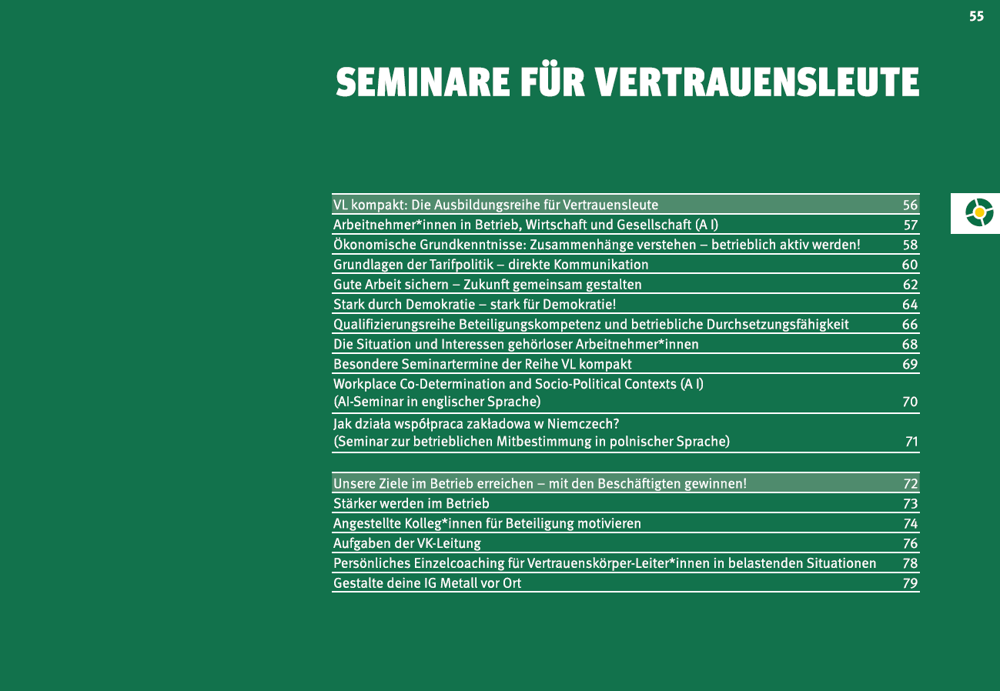 55
SEMINARE FÜR VERTRAUENSLEUTE
VL kompakt: Die Ausbildungsreihe für Vertrauensleute 56
Arbeitnehmer*innen in Betrieb, Wirtschaft und Gesellschaft (A I) 57
Ökonomische Grundkenntnisse: Zusammenhänge verstehen – betrieblich aktiv werden! 58
Grundlagen der Tarifpolitik – direkte Kommunikation 60
Gute Arbeit sichern – Zukunft gemeinsam gestalten 62
Stark durch Demokratie – stark für Demokratie! 64
Qualifizierungsreihe Beteiligungskompetenz und betriebliche Durchsetzungsfähigkeit 66
Die Situation und Interessen gehörloser Arbeitnehmer*innen 68
Besondere Seminartermine der Reihe VL kompakt 69
Workplace Co-Determination and Socio-Political Contexts (A I)
(AI-Seminar in englischer Sprache) 70
Jak działa współpraca zakładowa w Niemczech?
(Seminar zur betrieblichen Mitbestimmung in polnischer Sprache) 71
Unsere Ziele im Betrieb erreichen – mit den Beschäftigten gewinnen! 72
Stärker werden im Betrieb 73
Angestellte Kolleg*innen für Beteiligung motivieren 74
Aufgaben der VK-Leitung 76
Persönliches Einzelcoaching für Vertrauenskörper-Leiter*innen in belastenden Situationen 78
Gestalte deine IG Metall vor Ort 79